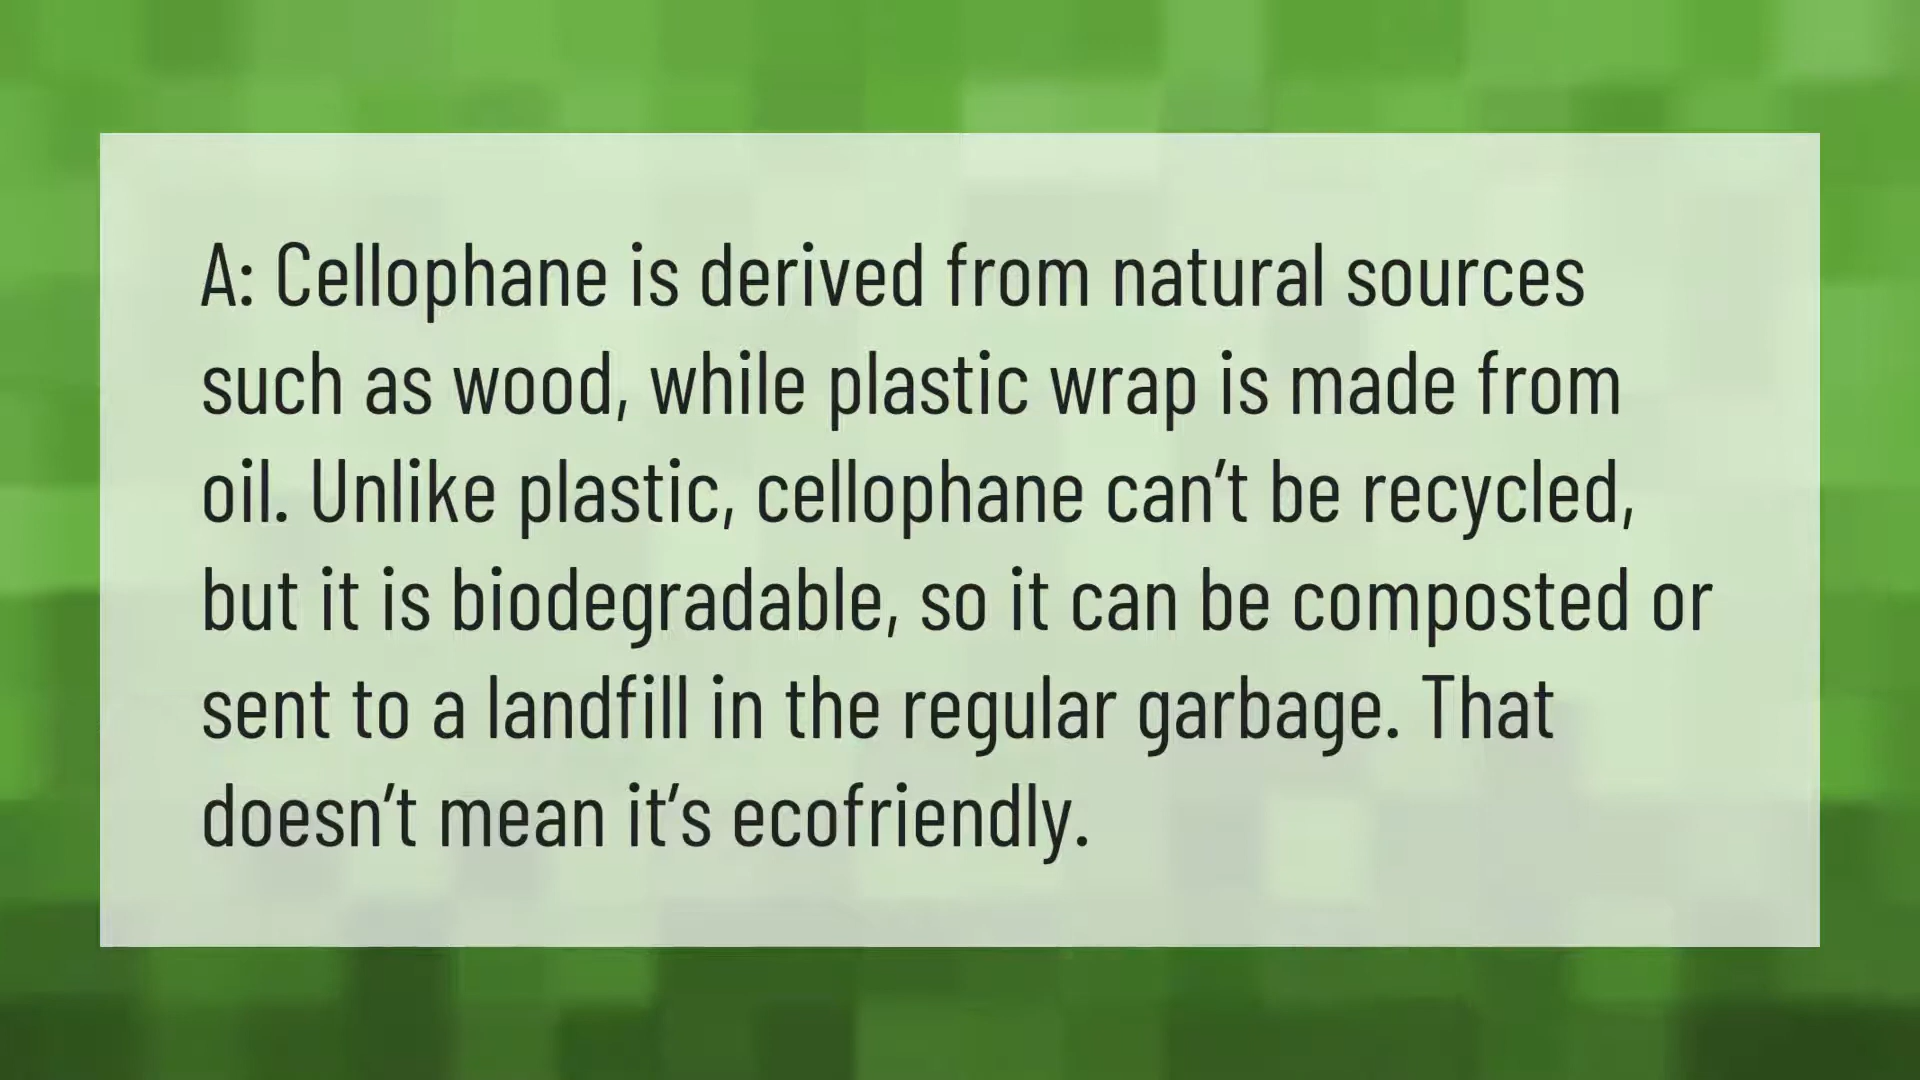 A: Cellophane is derived from natural sources
such as wood, while plastic wrap is made from
oil. Unlike plastic, cellophane can’t be recycled,
but it is biodegradable, so it can be composted or
sent to a landfill in the regular garbage. That
doesn’t mean it’s ecofriendly.